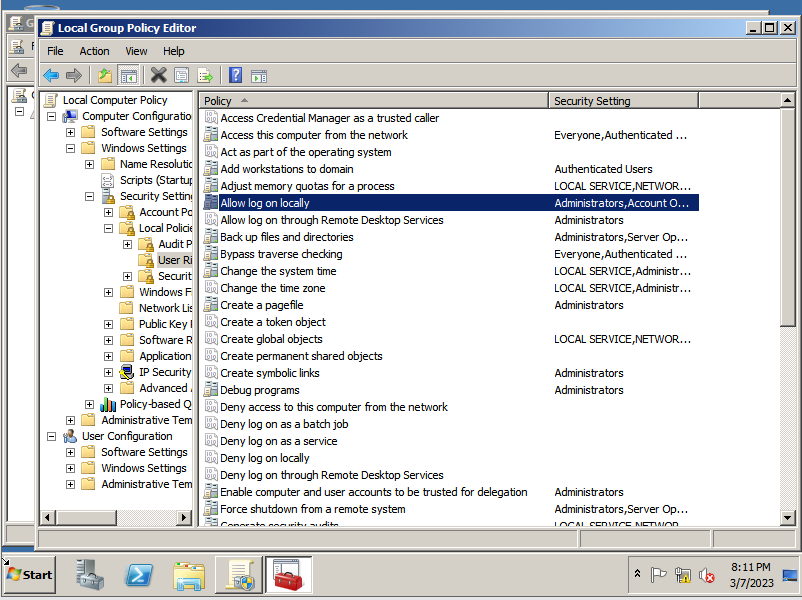 Local Group Policy Editor
File Action View Help
Local Computer Policy
Computer Configuratio
Software Settings
Windows Settings
Name Resolutio
Scripts (Startup
Security Setting
Account Po
Local Policie
Audit P
User Ri
Securit
Windows Fi
Network Lis
Public Key
Software R
Application
IP Security
Advanced
Policy-based Q
Administrative Tem
User Configuration
Software Settings
Windows Settings
Administrative Tem
Policy Security Setting
Access Credential Manager as a trusted caller
Access this computer from the network Everyone,Authenticated ...
Act as part of the operating system
Add workstations to domain Authenticated Users
Adjust memory quotas for a process LOCAL SERVICE,NETWOR...
Allow log on locally Administrators,Account O...
Allow log on through Remote Desktop Services Administrators
Back up files and directories Administrators,Server Op...
Bypass traverse checking Everyone,Authenticated ...
Change the system time LOCAL SERVICE,Administr...
Change the time zone LOCAL SERVICE,Administr...
Create a pagefile Administrators
Create a token object
Create global objects LOCAL SERVICE,NETWOR...
Create permanent shared objects
Create symbolic links Administrators
Debug programs Administrators
Deny access to this computer from the network
Deny log on as a batch job
Deny log on as a service
Deny log on locally
Deny log on through Remote Desktop Services
Enable computer and user accounts to be trusted for delegation Administrators
Force shutdown from a remote system Administrators,Server Op...
Generate security audits LOCAL SERVICE,NETWOR...
Start
8:11 PM
3/7/2023